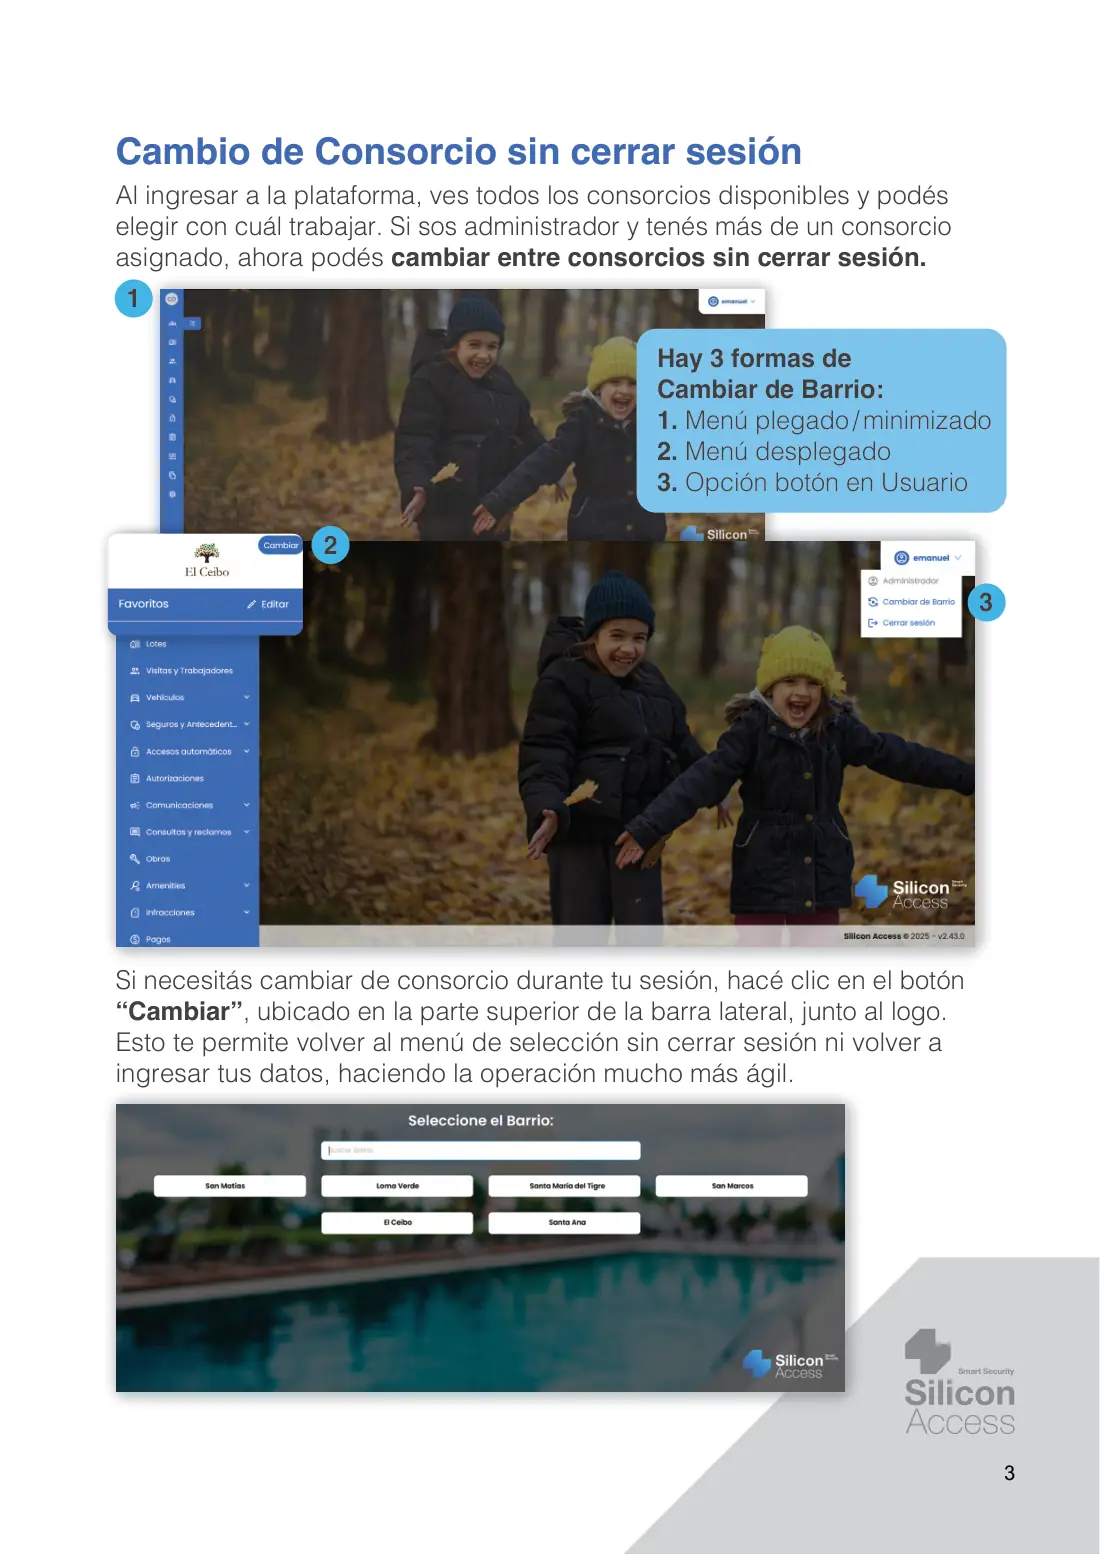 Cambio de Consorcio sin cerrar sesión
Al ingresar a la plataforma, ves todos los consorcios disponibles y podés
elegir con cuál trabajar. Si sos administrador y tenés más de un consorcio
asignado, ahora podés cambiar entre consorcios sin cerrar sesión.
1
emanuel
Hay 3 formas de
Cambiar de Barrio:
1. Menú plegado/minimizado
2. Menú desplegado
3. Opción botón en Usuario
Silicon
Cambiar
2
El Ceibo
Favoritos
Editar
emanuel
Administrador
Cambiar de Barrio
3
Cerrar sesión
Lotes
Visitas y Trabajadores
Vehículos
Seguros y Antecedent...
Accesos automáticos
Autorizaciones
Comunicaciones
Consultas y reclamos
Obras
Amenities
Infracciones
Pagos
Silicon
Access
Smart
Security
Silicon Access © 2025 - v2.43.0
Si necesitás cambiar de consorcio durante tu sesión, hacé clic en el botón
“Cambiar”, ubicado en la parte superior de la barra lateral, junto al logo.
Esto te permite volver al menú de selección sin cerrar sesión ni volver a
ingresar tus datos, haciendo la operación mucho más ágil.
Seleccione el Barrio:
Buscar barrio
San Matías
Loma Verde
Santa María del Tigre
San Marcos
El Ceibo
Santa Ana
Silicon
Access
Smart Security
Silicon
Access
3